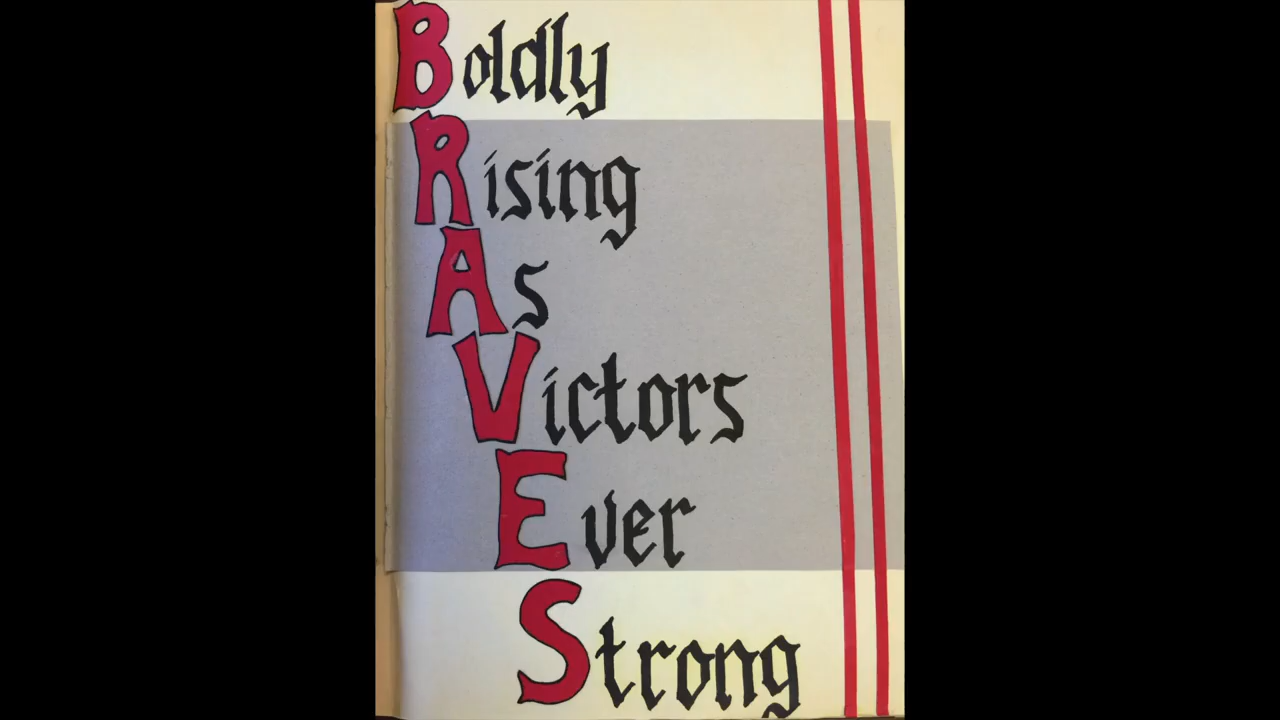 Boldly
Rising
As
Victors
Ever
Strong